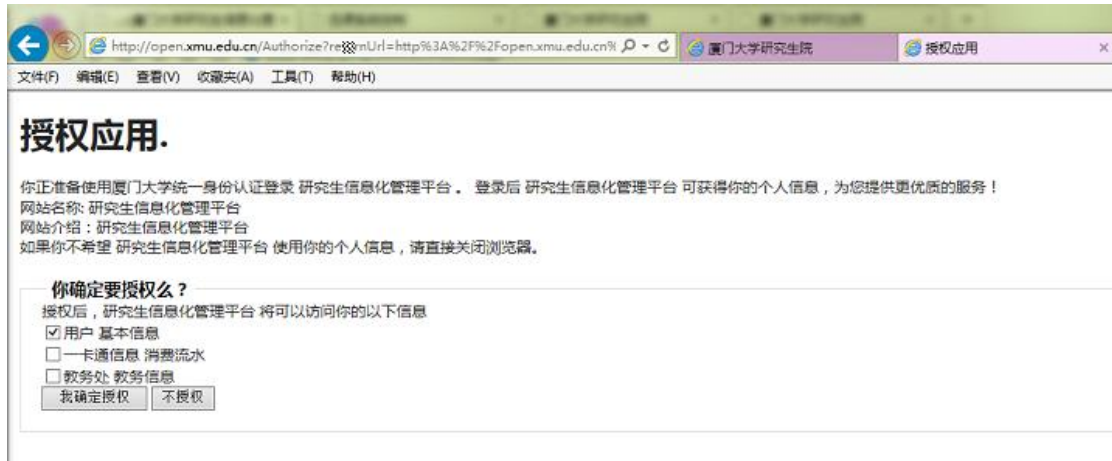 http://open.xmu.edu.cn/Authorize?re rnUrl=http%3A%2F%2Fopen.xmu.edu.cn%
厦门大学研究生院
授权应用
文件(F) 编辑(E) 查看(V) 收藏夹(A) 工具(T) 帮助(H)
授权应用.
你正准备使用厦门大学统一身份认证登录 研究生信息化管理平台 。 登录后 研究生信息化管理平台 可获得你的个人信息，为您提供更优质的服务！
网站名称: 研究生信息化管理平台
网站介绍：研究生信息化管理平台
如果你不希望 研究生信息化管理平台 使用你的个人信息，请直接关闭浏览器。
你确定要授权么？
授权后，研究生信息化管理平台 将可以访问你的以下信息
用户 基本信息
一卡通信息 消费流水
教务处 教务信息
我确定授权 不授权